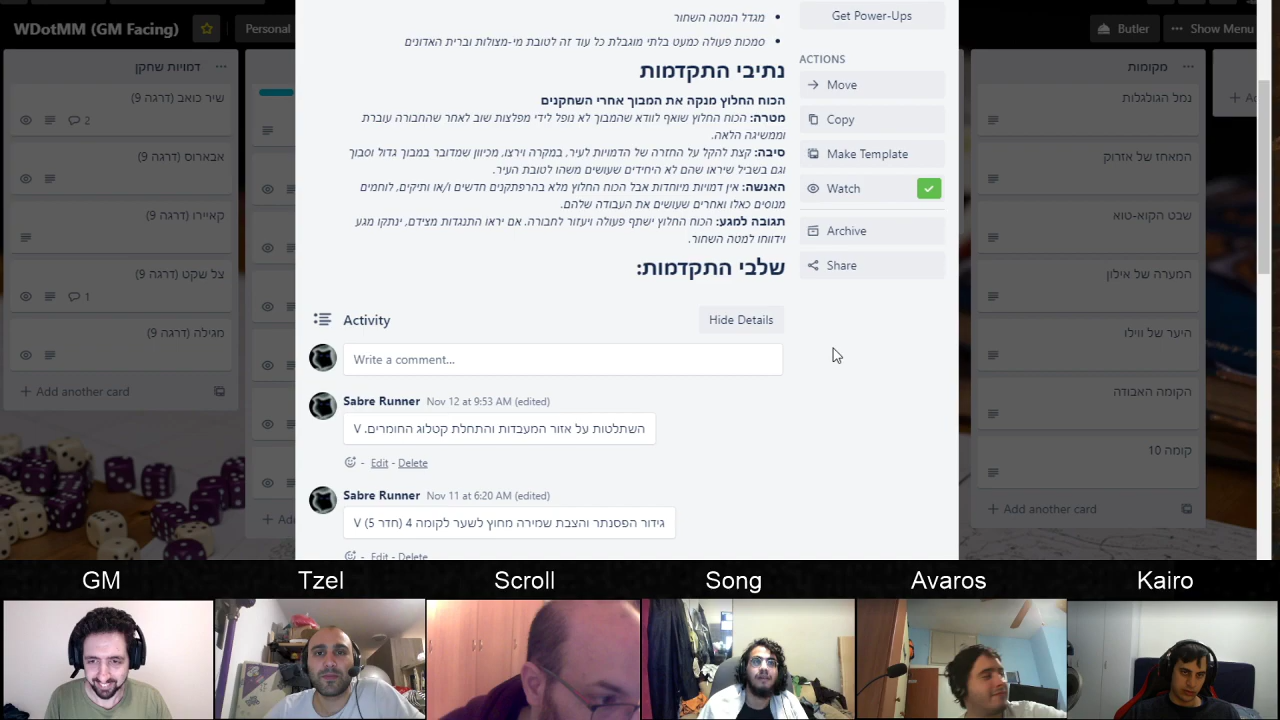 WDotMM (GM Facing)
Personal
Butler
Show Menu
דמויות שחקן
שיר כואב (דרגה 9)
2
אבארוס (דרגה 9)
קאיירו (דרגה 9)
צל שקט (דרגה 9)
1
מגילה (דרגה 9)
+ Add another card
מגדל המטה השחור
סמכות פעולה כמעט בלתי מוגבלת כל עוד זה לטובת מי-מצולות וברית האדונים
נתיבי התקדמות
הכוח החלוץ מנקה את המבוך אחרי השחקנים
מטרה: הכוח החלוץ שואף לוודא שהמבוך לא נופל לידי מפלצות שוב לאחר שהחבורה עוברת
וממשיגה הלאה.
סיבה: קצת להקל על החזרה של הדמויות לעיר, במקרה וירצו, מכיוון שמדובר במבוך גדול וסבוך
וגם בשביל שיראו שהם לא היחידים שעושים משהו לטובת העיר.
האנשה: אין דמויות מיוחדות אבל הכוח החלוץ מלא בהרפתקנים חדשים ו/או ותיקים, לוחמים
מנוסים כאלו ואחרים שעושים את העבודה שלהם.
תגובה למגע: הכוח החלוץ ישתף פעולה ויעזור לחבורה. אם יראו התנגדות מצידם, ינתקו מגע
וידווחו למטה השחור.
שלבי התקדמות:
Activity
Hide Details
Write a comment...
Sabre Runner Nov 12 at 9:53 AM (edited)
השתלטות על אזור המעבדות והתחלת קטלוג החומרים. V
- Edit - Delete
Sabre Runner Nov 11 at 6:20 AM (edited)
גידור הפסנתר והצבת שמירה מחוץ לשער לקומה 4 (חדר 5) V
- Edit - Delete
Get Power-Ups
ACTIONS
Move
Copy
Make Template
Watch
Archive
Share
מקומות
נמל הגולגלות
המאחז של אזרוק
שבט הקוא-טוא
המערה של אילון
היער של ווילו
הקומה האבודה
קומה 10
+ Add another card
GM
Tzel
Scroll
Song
Avaros
Kairo